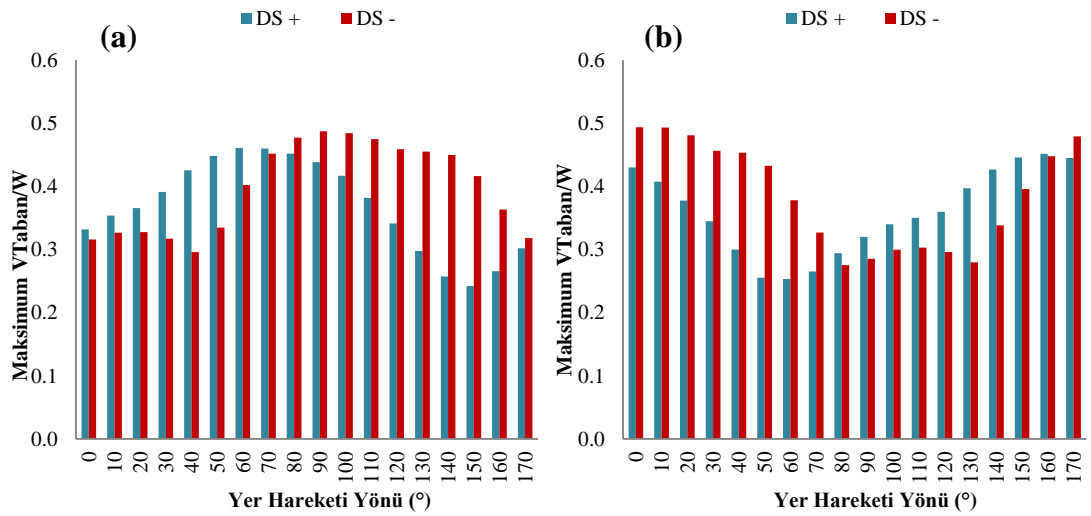 DS + DS -
(a)
Maksimum VTaban/W
0.6
0.5
0.4
0.3
0.2
0.1
0.0
0 10 20 30 40 50 60 70 80 90 100 110 120 130 140 150 160 170
Yer Hareketi Yönü (°)
DS + DS -
(b)
Maksimum VTaban/W
0.6
0.5
0.4
0.3
0.2
0.1
0.0
0 10 20 30 40 50 60 70 80 90 100 110 120 130 140 150 160 170
Yer Hareketi Yönü (°)